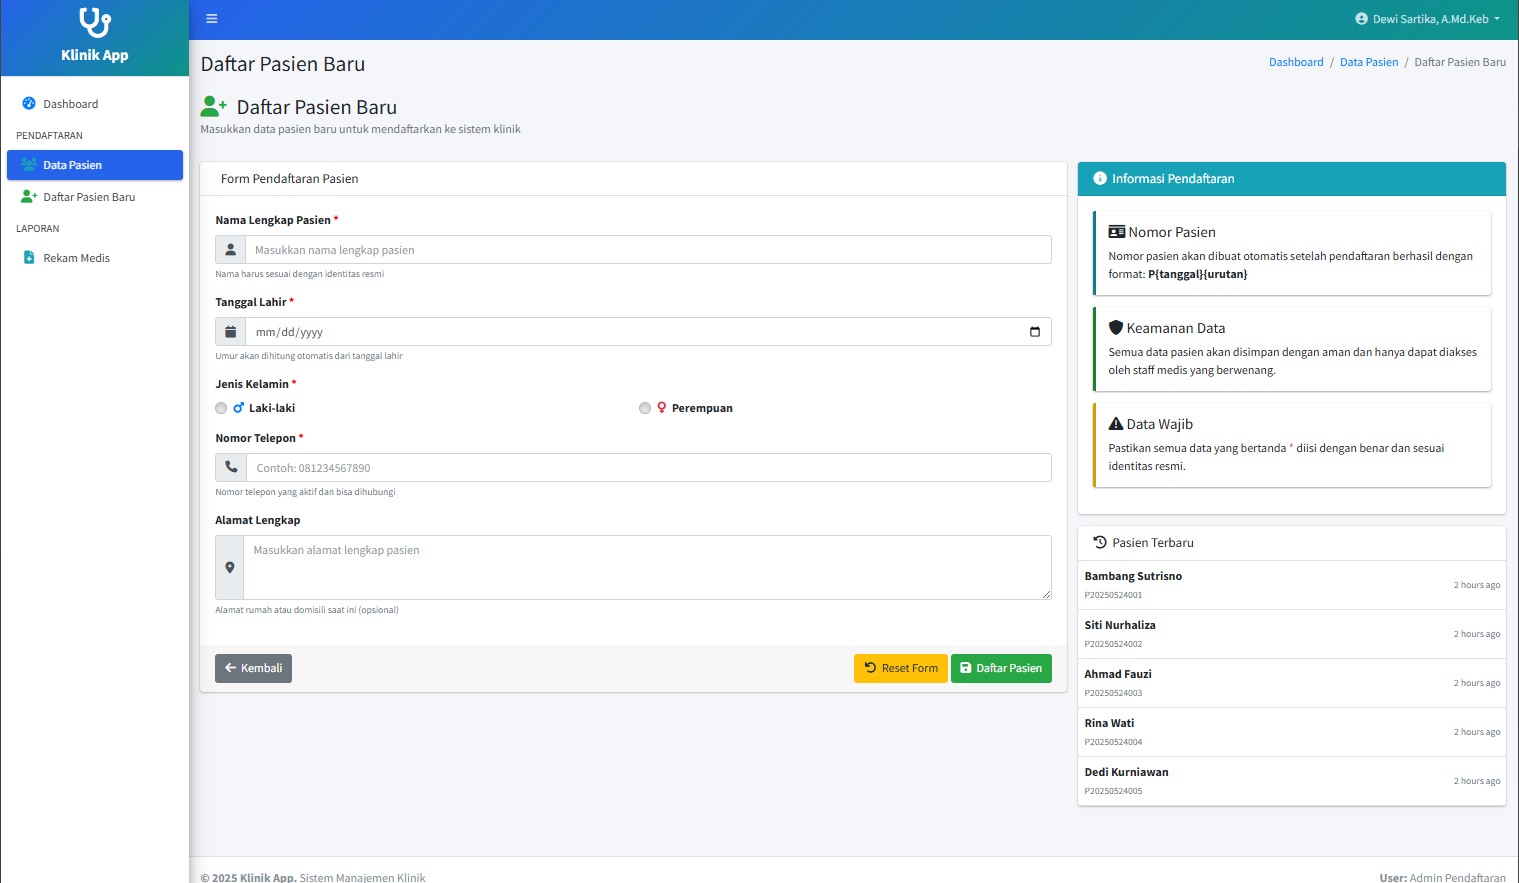 Klinik App
Dashboard
PENDAFTARAN
Data Pasien
Daftar Pasien Baru
LAPORAN
Rekam Medis
Dewi Sartika, A.Md.Keb
Daftar Pasien Baru
Dashboard / Data Pasien / Daftar Pasien Baru
Daftar Pasien Baru
Masukkan data pasien baru untuk mendaftarkan ke sistem klinik
Form Pendaftaran Pasien
Nama Lengkap Pasien *
Masukkan nama lengkap pasien
Nama harus sesuai dengan identitas resmi
Tanggal Lahir *
mm/dd/yyyy
Umur akan dihitung otomatis dari tanggal lahir
Jenis Kelamin *
Laki-laki
Perempuan
Nomor Telepon *
Contoh: 081234567890
Nomor telepon yang aktif dan bisa dihubungi
Alamat Lengkap
Masukkan alamat lengkap pasien
Alamat rumah atau domisili saat ini (opsional)
Kembali
Reset Form
Daftar Pasien
Informasi Pendaftaran
Nomor Pasien
Nomor pasien akan dibuat otomatis setelah pendaftaran berhasil dengan
format: P{tanggal}{urutan}
Keamanan Data
Semua data pasien akan disimpan dengan aman dan hanya dapat diakses
oleh staff medis yang berwenang.
Data Wajib
Pastikan semua data yang bertanda * diisi dengan benar dan sesuai
identitas resmi.
Pasien Terbaru
Bambang Sutrisno
P20250524001
2 hours ago
Siti Nurhaliza
P20250524002
2 hours ago
Ahmad Fauzi
P20250524003
2 hours ago
Rina Wati
P20250524004
2 hours ago
Dedi Kurniawan
P20250524005
2 hours ago
© 2025 Klinik App. Sistem Manajemen Klinik
User: Admin Pendaftaran